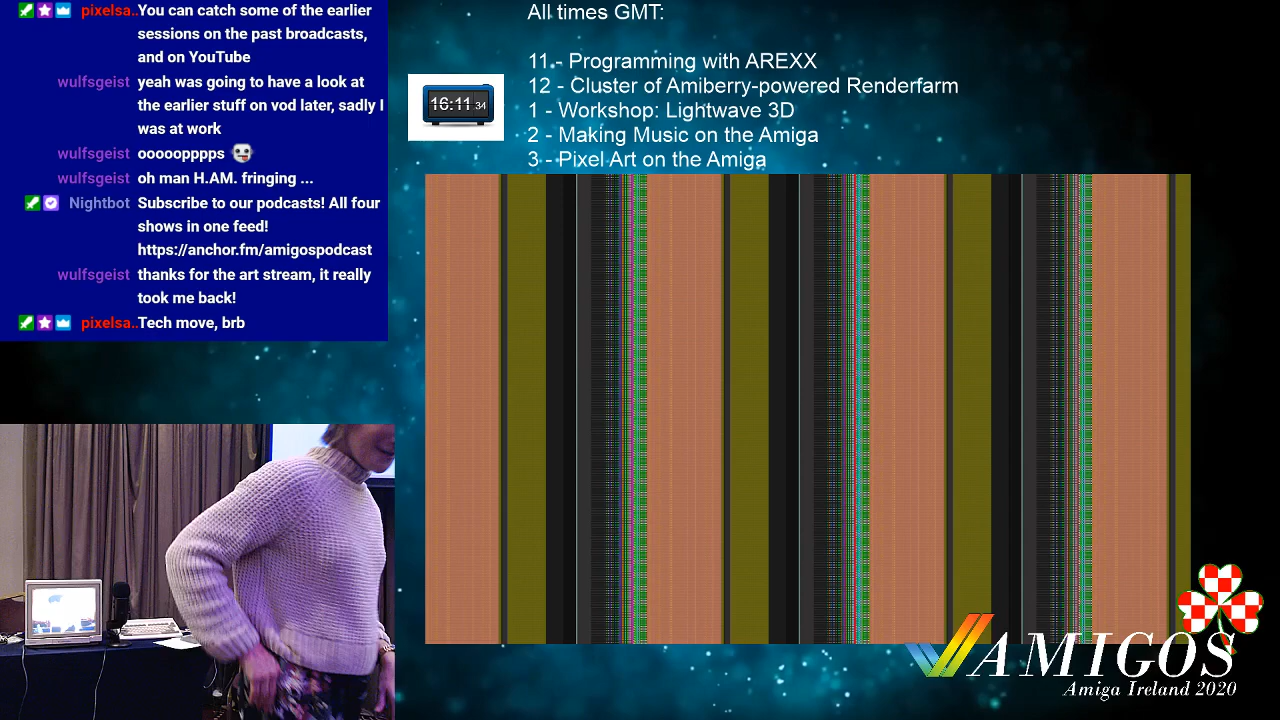 pixelsa..You can catch some of the earlier
sessions on the past broadcasts,
and on YouTube
wulfsgeist yeah was going to have a look at
the earlier stuff on vod later, sadly I
was at work
wulfsgeist ooooopppps
wulfsgeist oh man H.AM. fringing ...
Nightbot Subscribe to our podcasts! All four
shows in one feed!
https://anchor.fm/amigospodcast
wulfsgeist thanks for the art stream, it really
took me back!
pixelsa..Tech move, brb
All times GMT:
11 - Programming with AREXX
12 - Cluster of Amiberry-powered Renderfarm
1 - Workshop: Lightwave 3D
2 - Making Music on the Amiga
3 - Pixel Art on the Amiga
16:11 34
AMIGOS
Amiga Ireland 2020